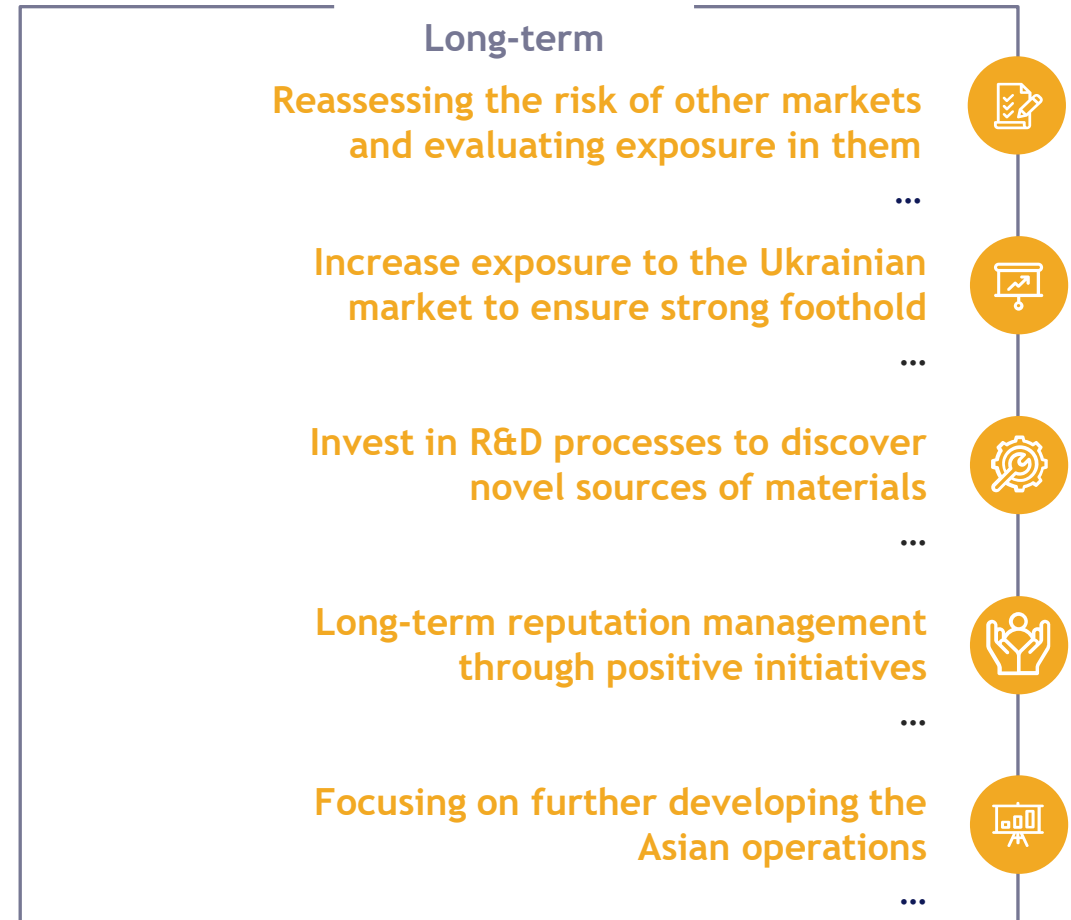 Long-term
Reassessing the risk of other markets
and evaluating exposure in them
...
Increase exposure to the Ukrainian
market to ensure strong foothold
...
Invest in R&D processes to discover
novel sources of materials
...
Long-term reputation management
through positive initiatives
...
Focusing on further developing the
Asian operations
...